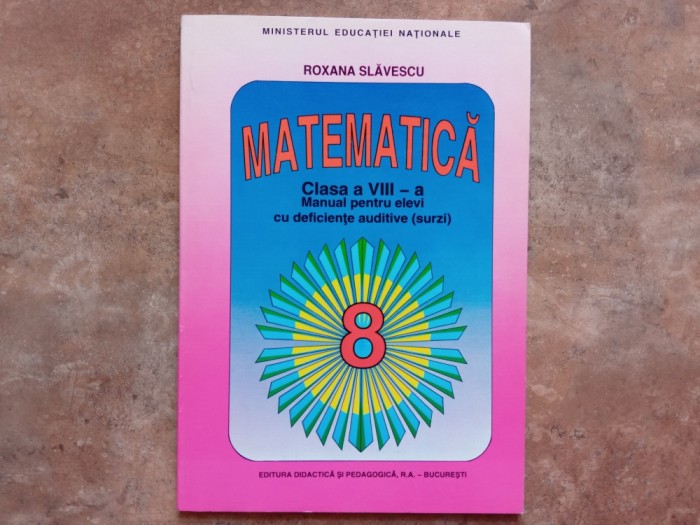 MINISTERUL EDUCAȚIEI NAȚIONALE
ROXANA SLĂVESCU
MATEMATICĂ
Clasa a VIII – a
Manual pentru elevi
cu deficiențe auditive (surzi)
8
EDITURA DIDACTICĂ ȘI PEDAGOGICĂ, R.A. – BUCUREȘTI